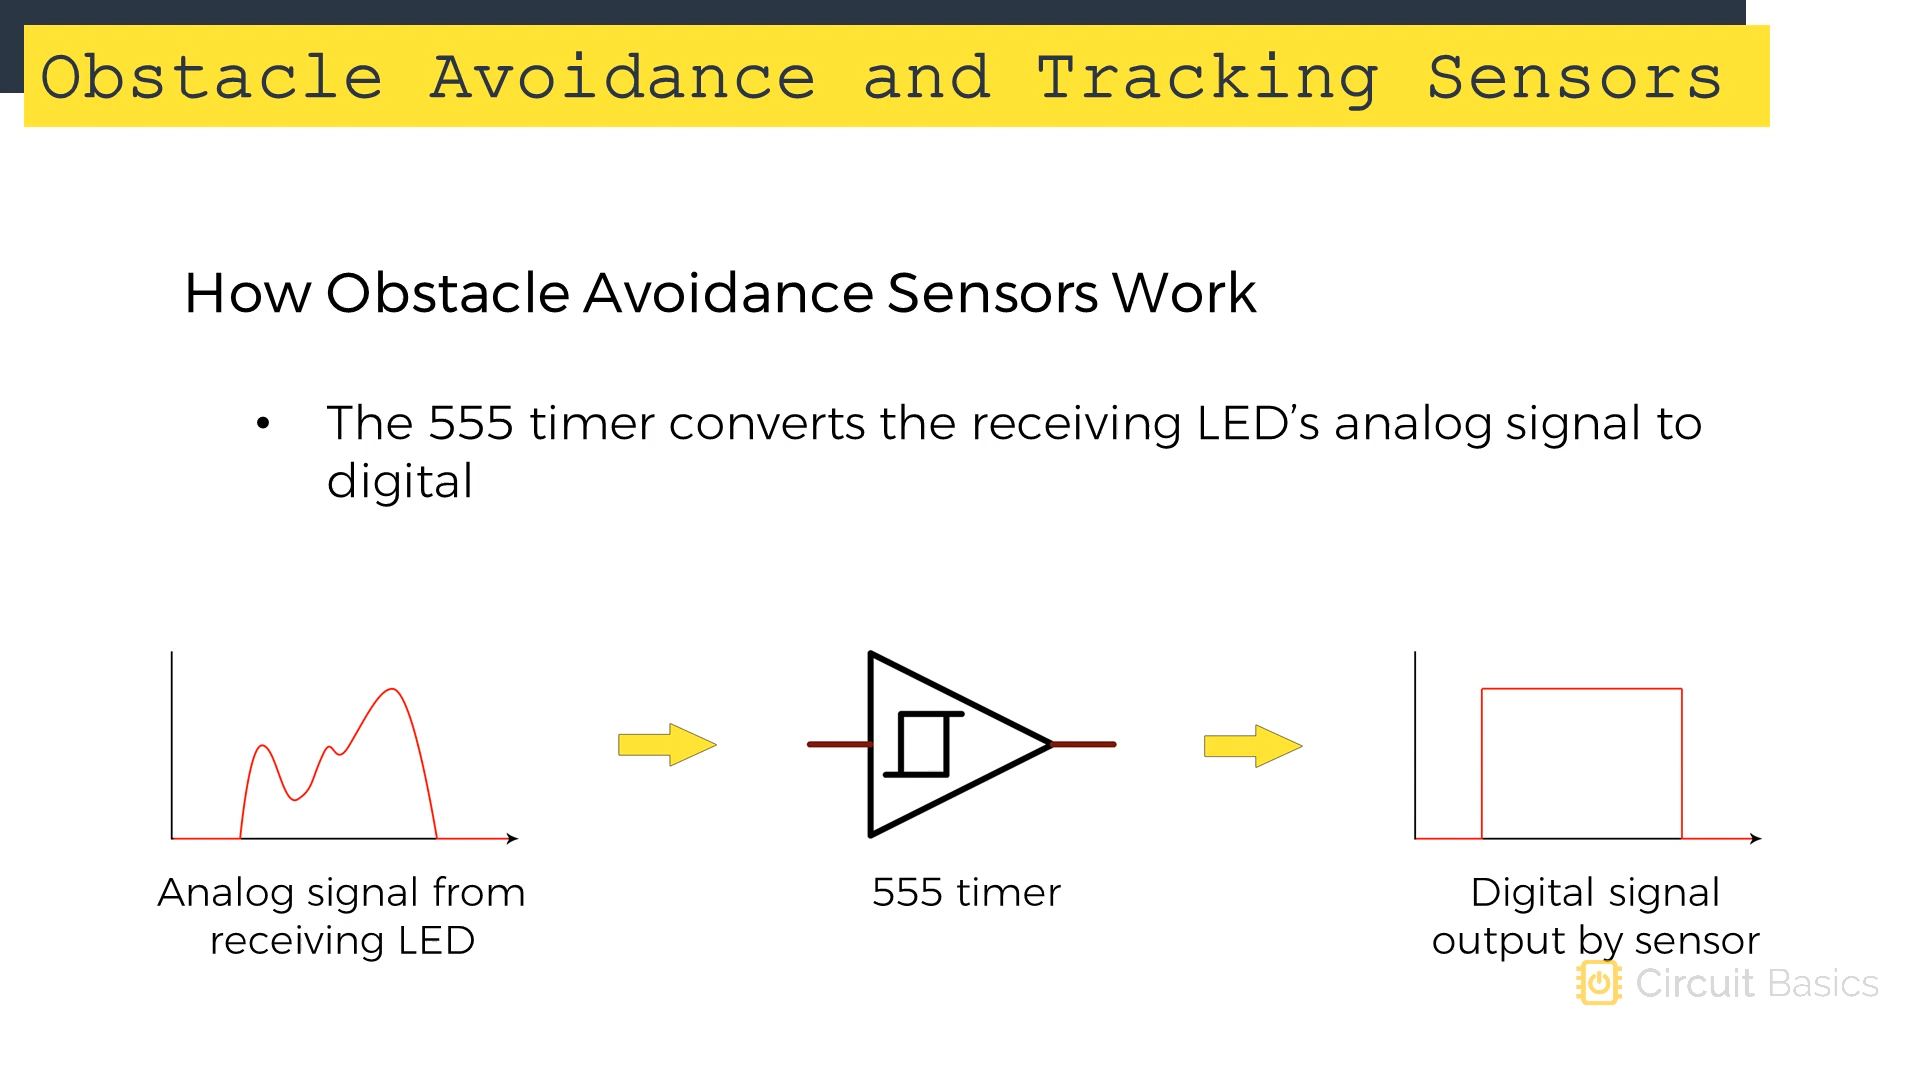 Obstacle Avoidance and Tracking Sensors
How Obstacle Avoidance Sensors Work
• The 555 timer converts the receiving LED’s analog signal to
digital
Analog signal from
receiving LED
555 timer
Digital signal
output by sensor
Circuit Basics